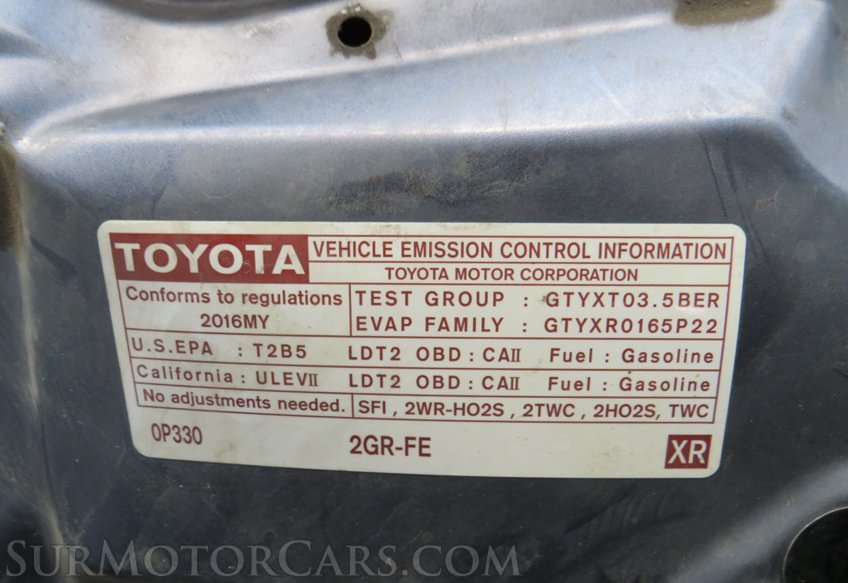 TOYOTA VEHICLE EMISSION CONTROL INFORMATION
TOYOTA MOTOR CORPORATION
Conforms to regulations
2016MY
TEST GROUP : GTYXT03.5BER
EVAP FAMILY : GTYXR0165P22
U.S.EPA : T2B5 LDT2 OBD : CAII Fuel : Gasoline
California : ULEVII LDT2 OBD : CAII Fuel : Gasoline
No adjustments needed. SFI , 2WR-HO2S , 2TWC , 2HO2S, TWC
0P330 2GR-FE XR
SurMotorCars.com